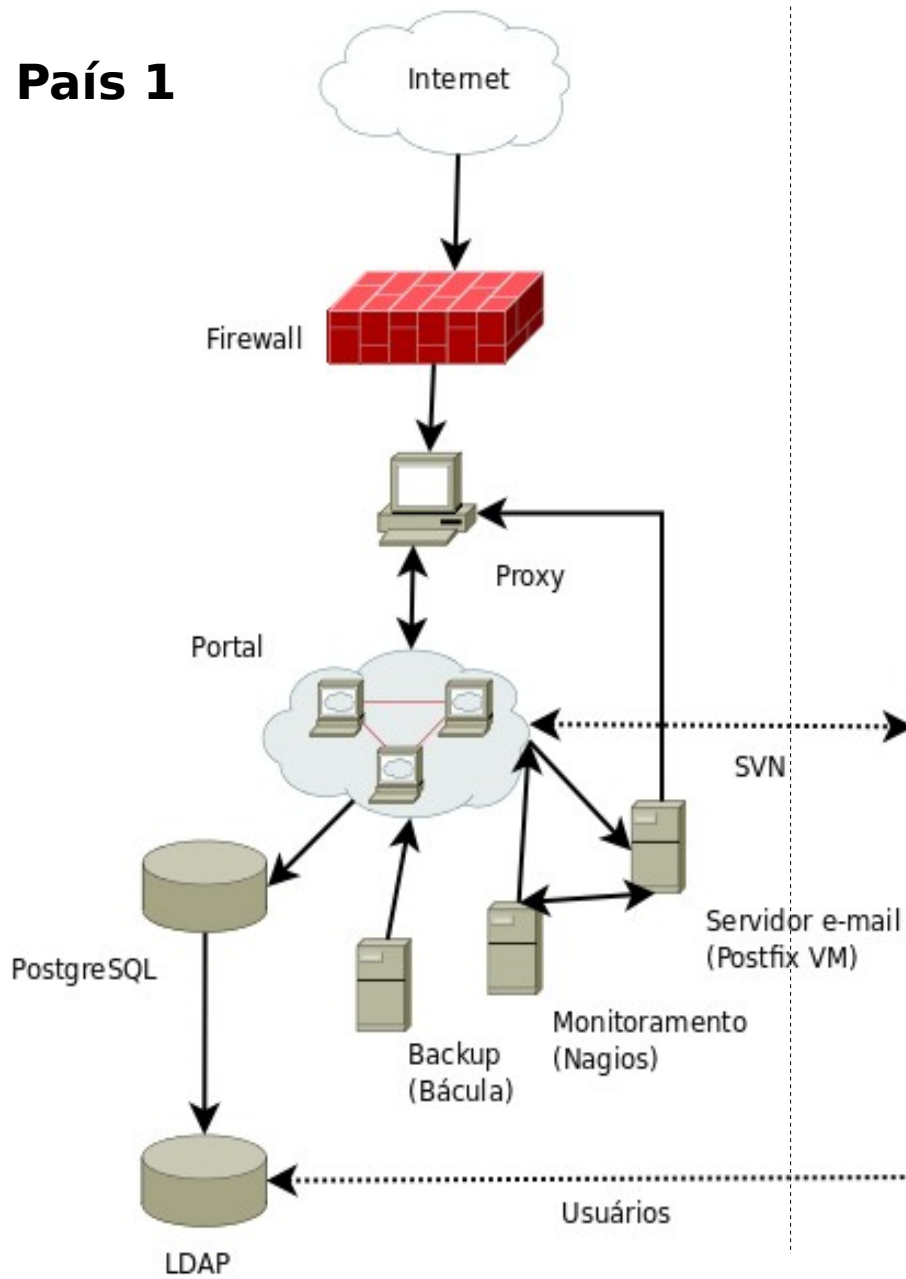 País 1
Internet
Firewall
Proxy
Portal
SVN
Servidor e-mail
(Postfix VM)
PostgreSQL
Monitoramento
(Nagios)
Backup
(Bácula)
Usuários
LDAP